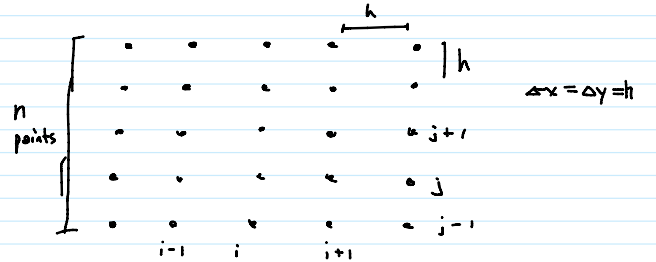 h
h
Δx = Δy = h
n
points
j+1
j
j-1
i-1 i i+1